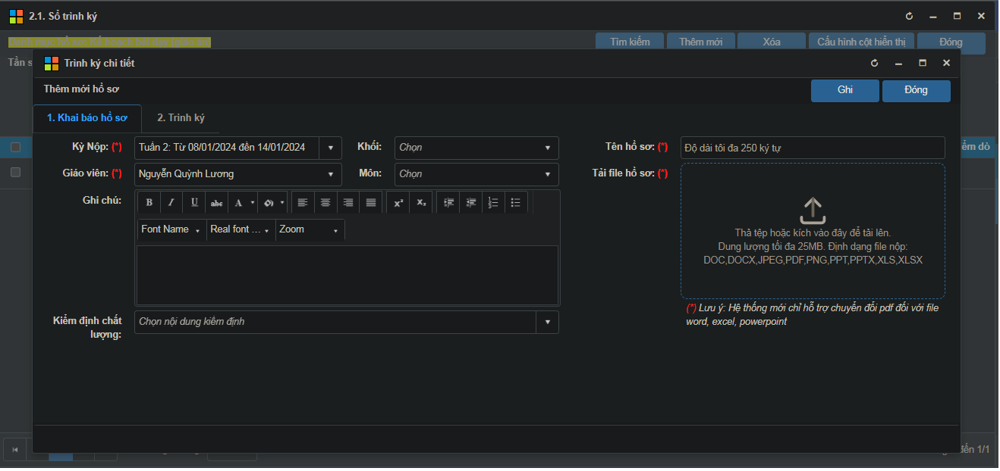 2.1. Sổ trình ký
Tìm kiếm Thêm mới Xóa Cấu hình cột hiển thị Đóng
Tần s
Trình ký chi tiết
Thêm mới hồ sơ
Ghi Đóng
1. Khai báo hồ sơ 2. Trình ký
Kỳ Nộp: (*) Tuần 2: Từ 08/01/2024 đến 14/01/2024 Khối: Chọn Tên hồ sơ: (*) Độ dài tối đa 250 ký tự
Giáo viên: (*) Nguyễn Quỳnh Lương Môn: Chọn Tải file hồ sơ: (*)
Ghi chú:
B I U abc A x² x₂
Font Name Real font ... Zoom
Thả tệp hoặc kích vào đây để tải lên.
Dung lượng tối đa 25MB. Định dạng file nộp:
DOC,DOCX,JPEG,PDF,PNG,PPT,PPTX,XLS,XLSX
(*) Lưu ý: Hệ thống mới chỉ hỗ trợ chuyển đổi pdf đối với file
word, excel, powerpoint
Kiểm định chất
lượng:
Chọn nội dung kiểm định
ểm dò
đến 1/1